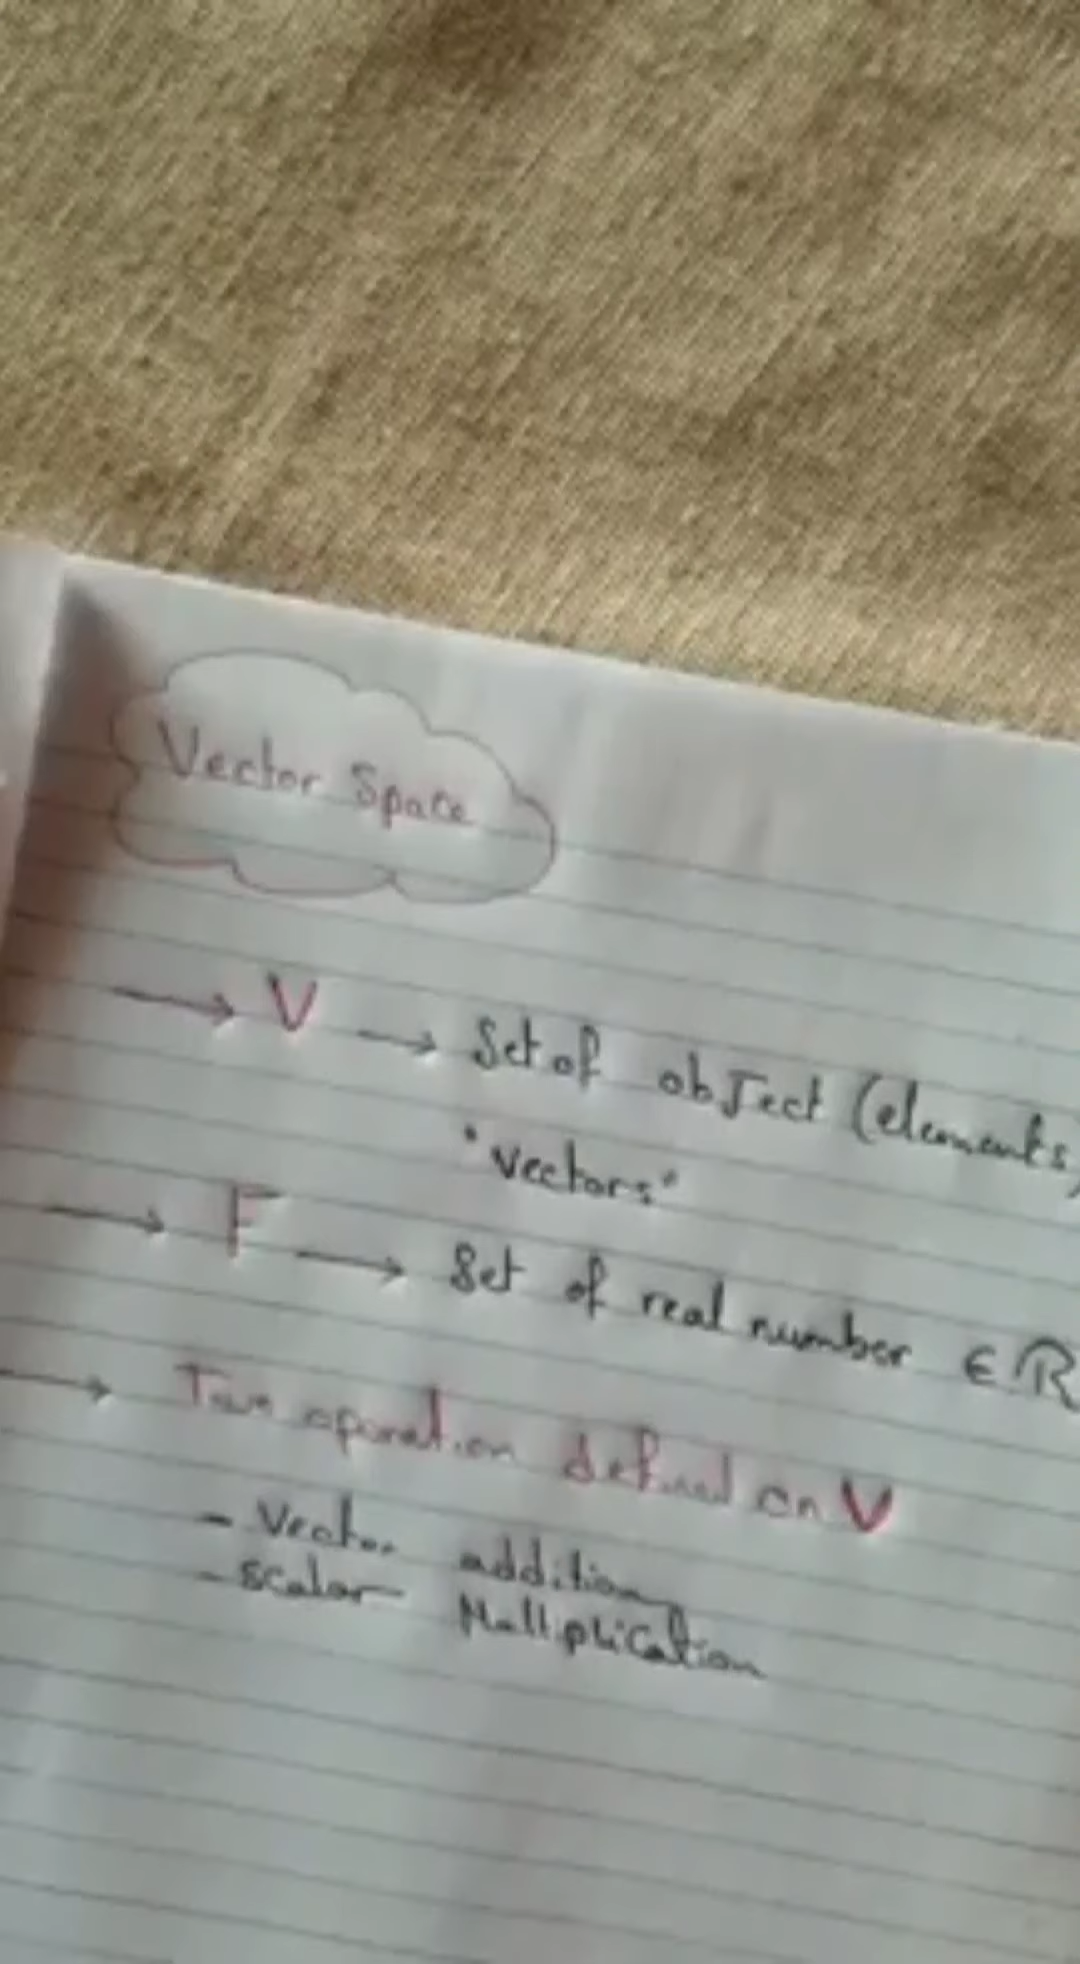 Vector Space
→ V → Set of object (elements)
"vectors"
→ F → Set of real number ∈ ℝ
→ Two operation defined on V
- Vector addition
- scalar Multiplication